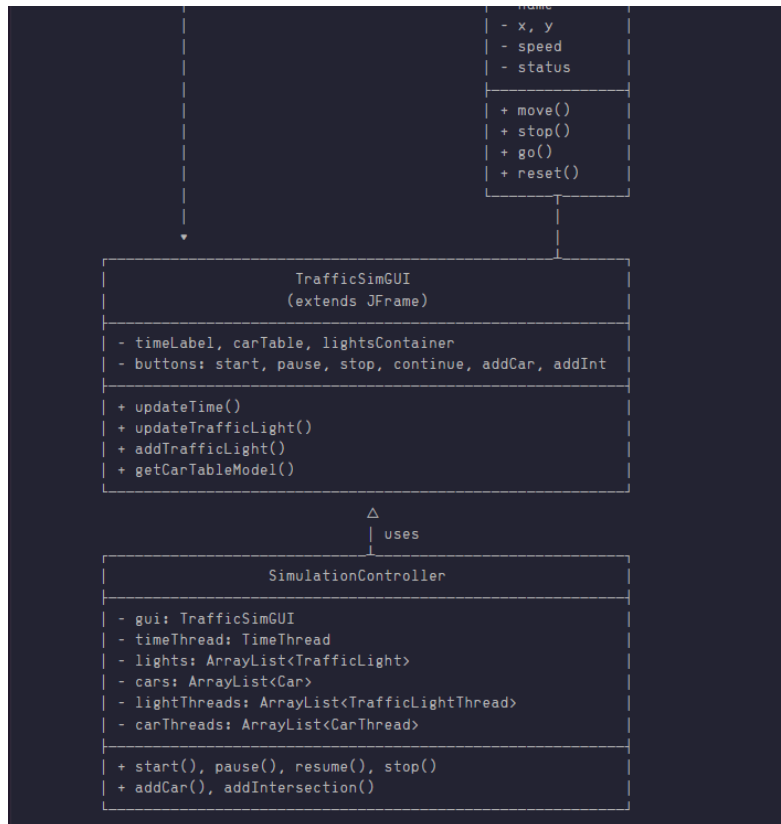 - name
- x, y
- speed
- status
+ move()
+ stop()
+ go()
+ reset()
TrafficSimGUI
(extends JFrame)
- timeLabel, carTable, lightsContainer
- buttons: start, pause, stop, continue, addCar, addInt
+ updateTime()
+ updateTrafficLight()
+ addTrafficLight()
+ getCarTableModel()
uses
SimulationController
- gui: TrafficSimGUI
- timeThread: TimeThread
- lights: ArrayList<TrafficLight>
- cars: ArrayList<Car>
- lightThreads: ArrayList<TrafficLightThread>
- carThreads: ArrayList<CarThread>
+ start(), pause(), resume(), stop()
+ addCar(), addIntersection()